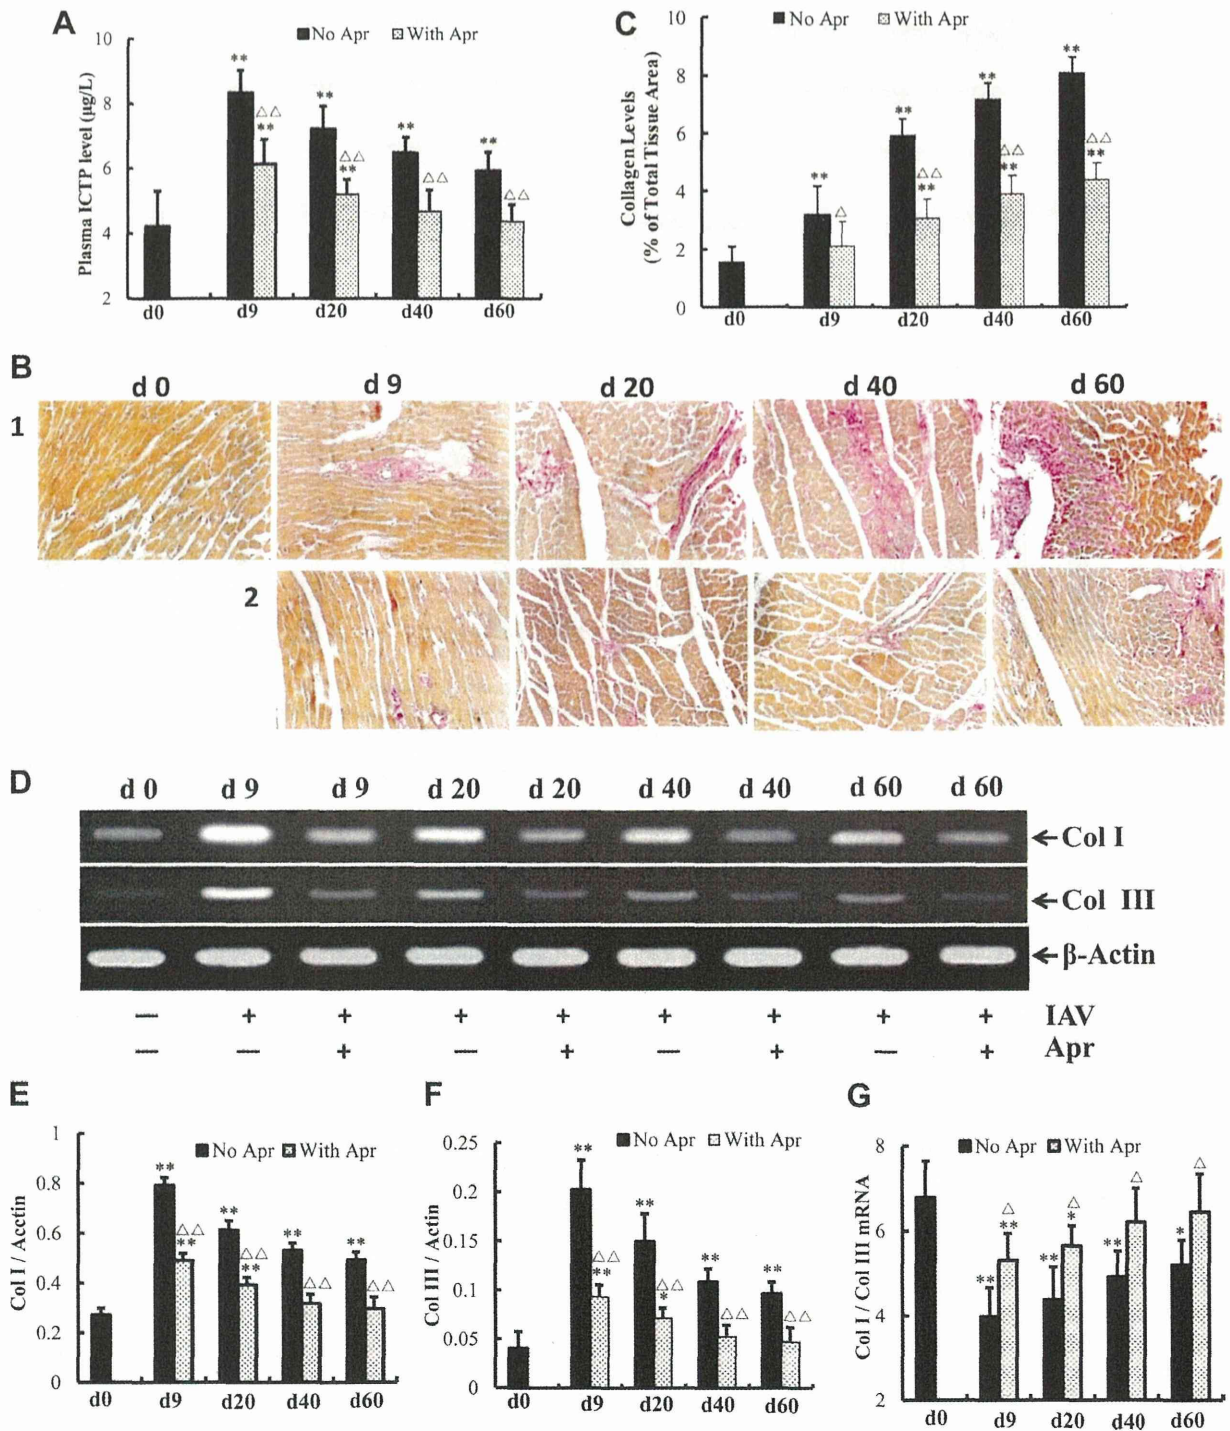 A
■ No Apr ▨ With Apr
Plasma ICTP level (µg/L)
10
8
6
4
2
**
**
**
**
△△
**
△△
**
△△
△△
d0 d9 d20 d40 d60
C
■ No Apr ▨ With Apr
Collagen Levels
(% of Total Tissue Area)
10
8
6
4
2
0
**
**
**
**
△
△△
**
△△
**
△△
**
d0 d9 d20 d40 d60
B
d 0 d 9 d 20 d 40 d 60
1
2
D
d 0 d 9 d 9 d 20 d 20 d 40 d 40 d 60 d 60
←Col I
←Col III
←β-Actin
— + + + + + + + + IAV
— — + — + — + — + Apr
E
■ No Apr ▨ With Apr
Col I / Acctin
1
0.8
0.6
0.4
0.2
0
**
**
**
**
△△
**
△△
**
△△
△△
d0 d9 d20 d40 d60
F
■ No Apr ▨ With Apr
Col III / Actin
0.25
0.2
0.15
0.1
0.05
0
**
**
**
**
△△
**
△△
*
△△
△△
d0 d9 d20 d40 d60
G
■ No Apr ▨ With Apr
Col I / Col III mRNA
8
6
4
2
**
**
**
*
△
**
△
*
△
△
d0 d9 d20 d40 d60